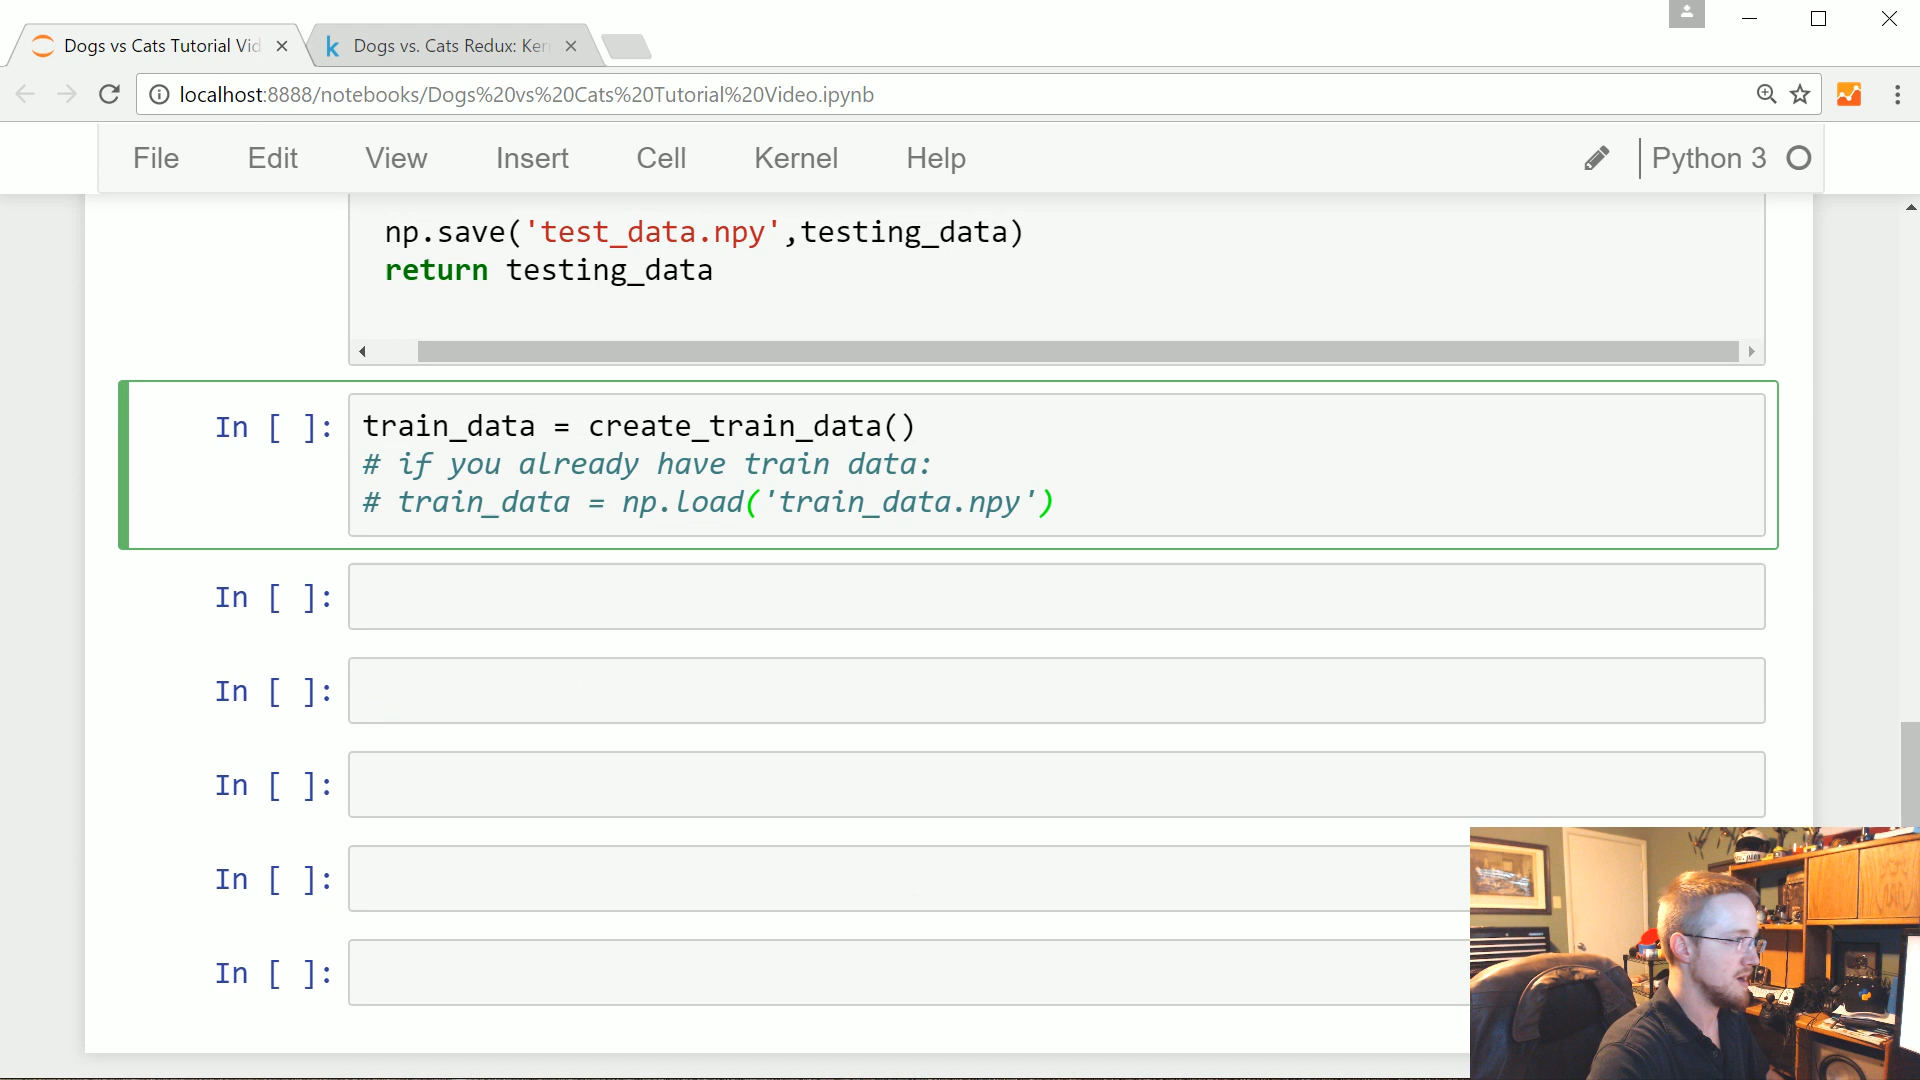 Dogs vs Cats Tutorial Vid
Dogs vs. Cats Redux: Ker
localhost:8888/notebooks/Dogs%20vs%20Cats%20Tutorial%20Video.ipynb
File Edit View Insert Cell Kernel Help Python 3
np.save('test_data.npy',testing_data)
return testing_data
In [ ]: train_data = create_train_data()
# if you already have train data:
# train_data = np.load('train_data.npy')
In [ ]:
In [ ]:
In [ ]:
In [ ]:
In [ ]: